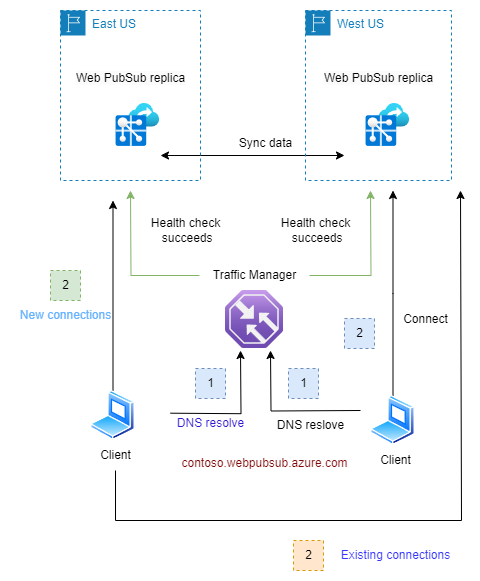 East US
West US
Web PubSub replica
Web PubSub replica
Sync data
Health check
succeeds
Health check
succeeds
Traffic Manager
2
New connections
2
Connect
1
1
DNS resolve
DNS reslove
Client
Client
contoso.webpubsub.azure.com
2
Existing connections